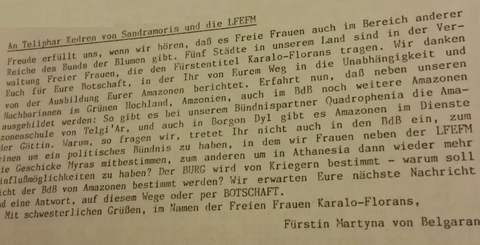 An Teliphar Kedren von Sandramoris und die LFEFM
Freude erfüllt uns, wenn wir hören, daß es Freie Frauen auch im Bereich anderer
Reiche des Bunds der Blumen gibt. Fünf Städte in unserem Land sind in der Ver-
waltung Freier Frauen, die den Fürstentitel Karalo-Florans tragen. Wir danken
Euch für Eure Botschaft, in der Ihr von Eurem Weg in die Unabhängigkeit und
von der Ausbildung Eurer Amazonen berichtet. Erfahrt nun, daß neben unseren
Nachbarinnen im Grünen Hochland, Amzonien, auch im BdB noch weitere Amazonen
ausgebildet werden: So gibt es bei unserem Bündnispartner Quadrophenia die Ama-
zonenschule von Telgi'Ar, und auch in Borgon Dyl gibt es Amazonen im Dienste
der Göttin. Warum, so fragen wir, tretet Ihr nicht auch in den BdB ein, zum
einen um ein politisches Bündnis zu haben, in dem wir Frauen neben der LFEFM
die Geschicke Myras mitbestimmen, zum anderen um in Athanesia dann wieder mehr
influßmöglichkeiten zu haben? Der BURG wird von Kriegern bestimmt - warum soll
icht der BdB von Amazonen bestimmt werden? Wir erwarten Eure nächste Nachricht
nd eine Antwort, auf diesem Wege oder per BOTSCHAFT.
Mit schwesterlichen Grüßen, im Namen der Freien Frauen Karalo-Florans,
Fürstin Martyna von Belgaran